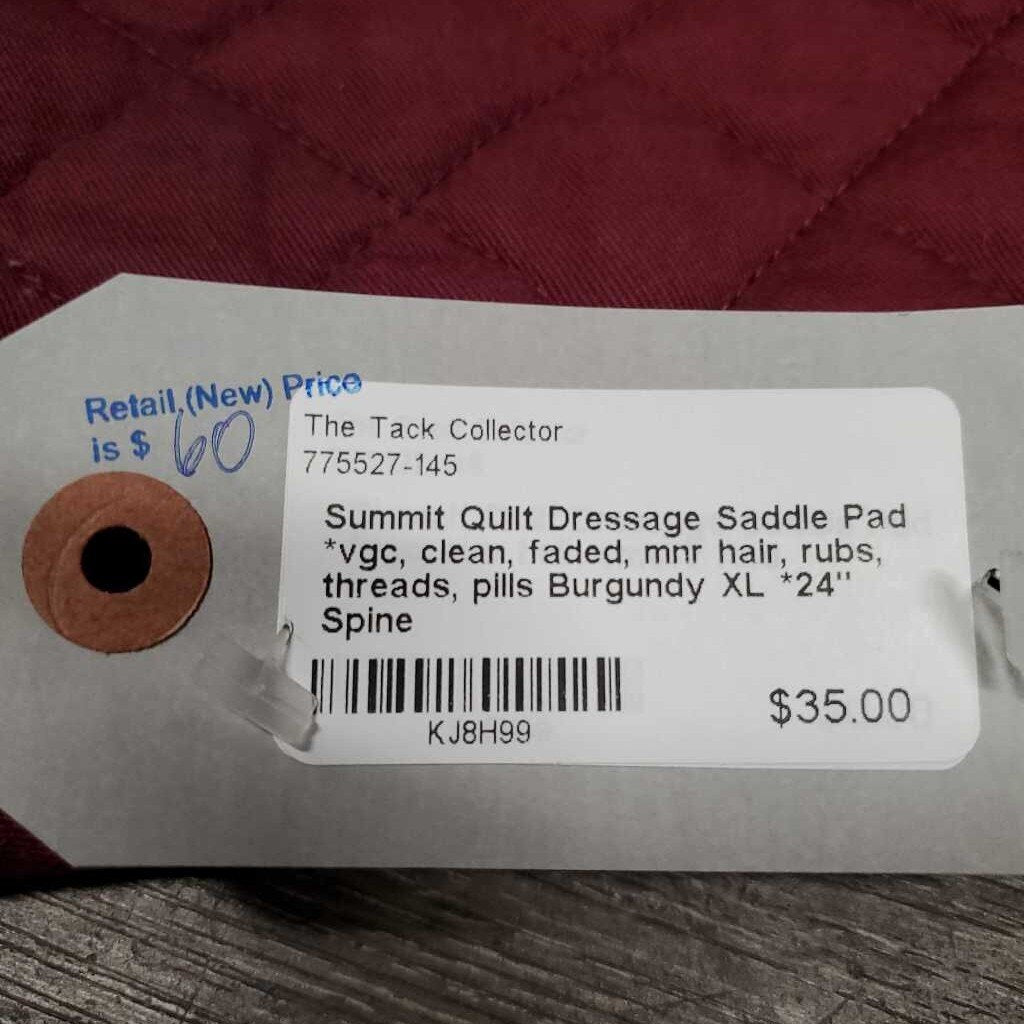 Retail (New) Price
is $ 60
The Tack Collector
775527-145
Summit Quilt Dressage Saddle Pad
*vgc, clean, faded, mnr hair, rubs,
threads, pills Burgundy XL *24"
Spine
KJ8H99
$35.00